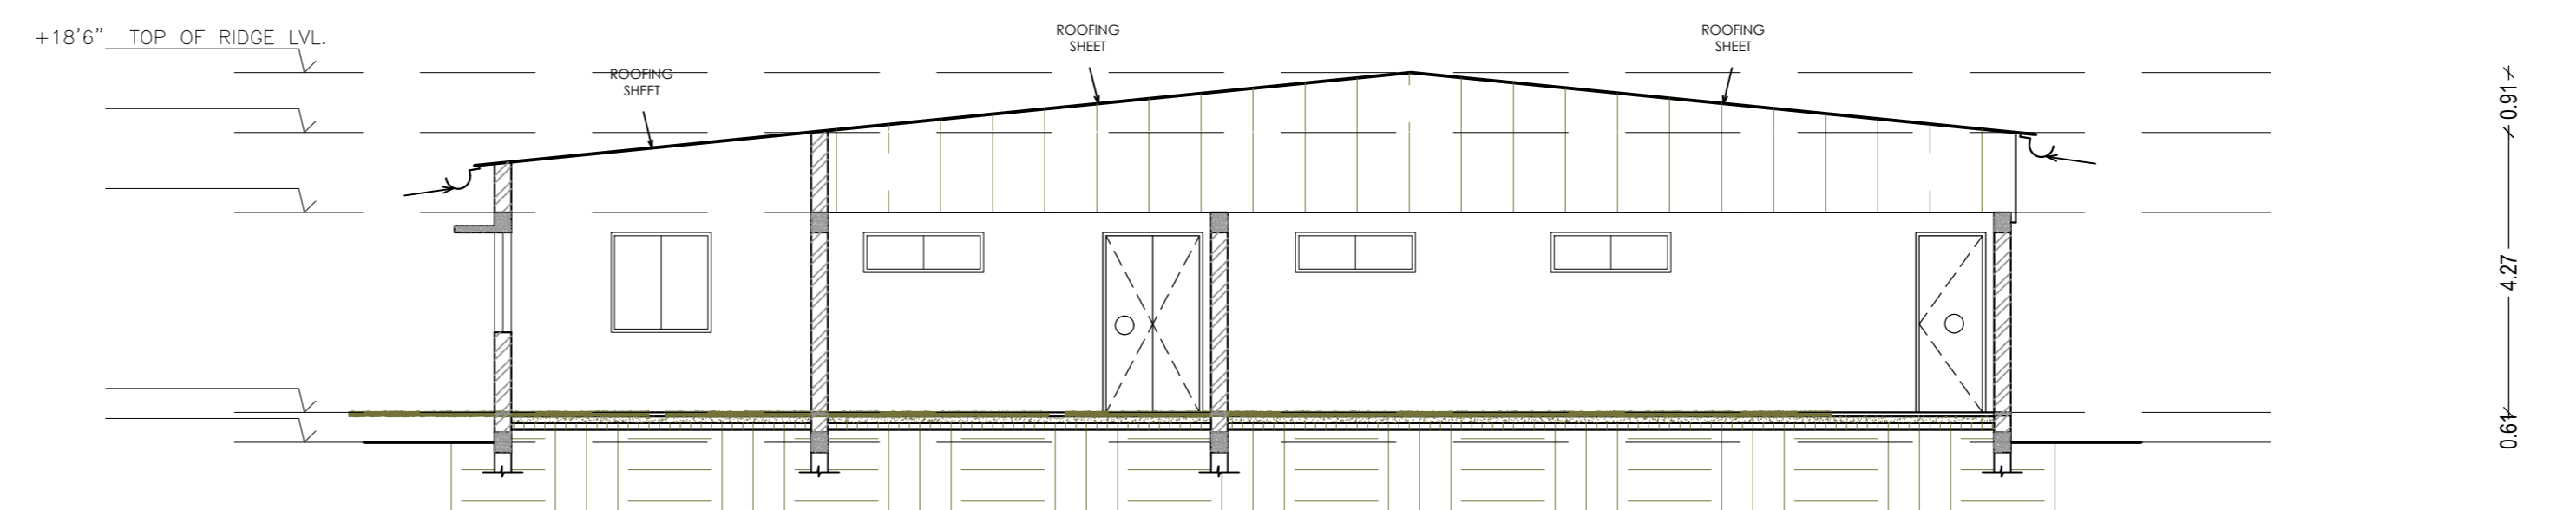 +18'6" TOP OF RIDGE LVL.
ROOFING
SHEET
ROOFING
SHEET
ROOFING
SHEET
0.91
4.27
0.61